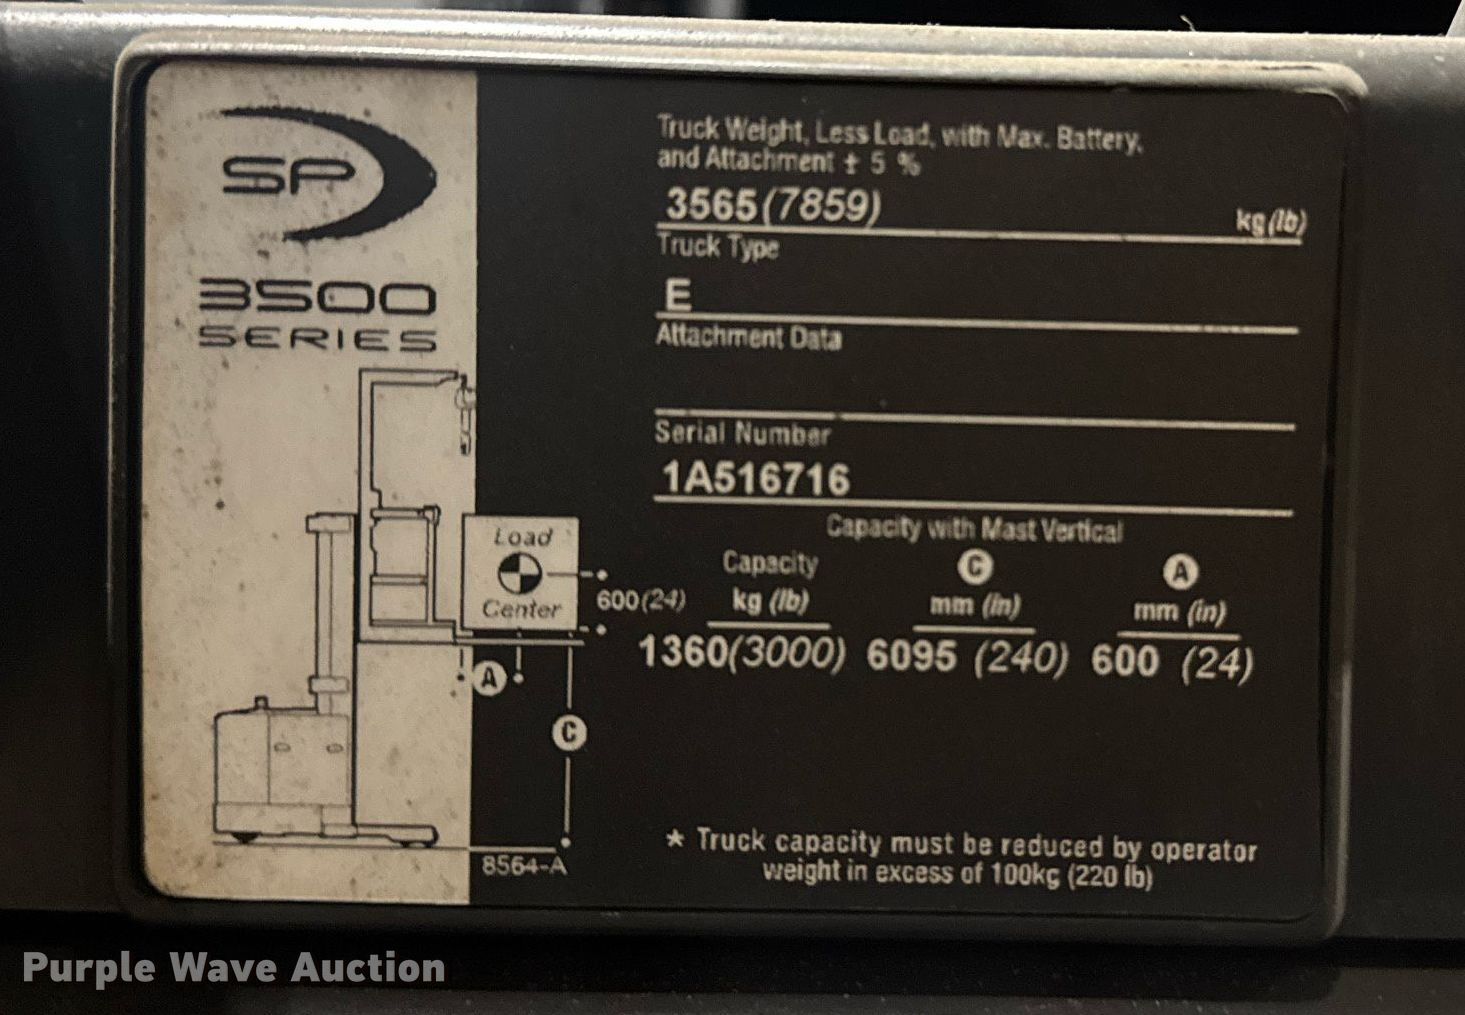 SP
3500
SERIES
Truck Weight, Less Load, with Max. Battery,
and Attachment ± 5 %
3565(7859) kg(lb)
Truck Type
E
Attachment Data
Serial Number
1A516716
Capacity with Mast Vertical
Capacity C A
kg (lb) mm (in) mm (in)
1360(3000) 6095 (240) 600 (24)
Load
Center
600(24)
A
C
8564-A
* Truck capacity must be reduced by operator
weight in excess of 100kg (220 lb)
Purple Wave Auction